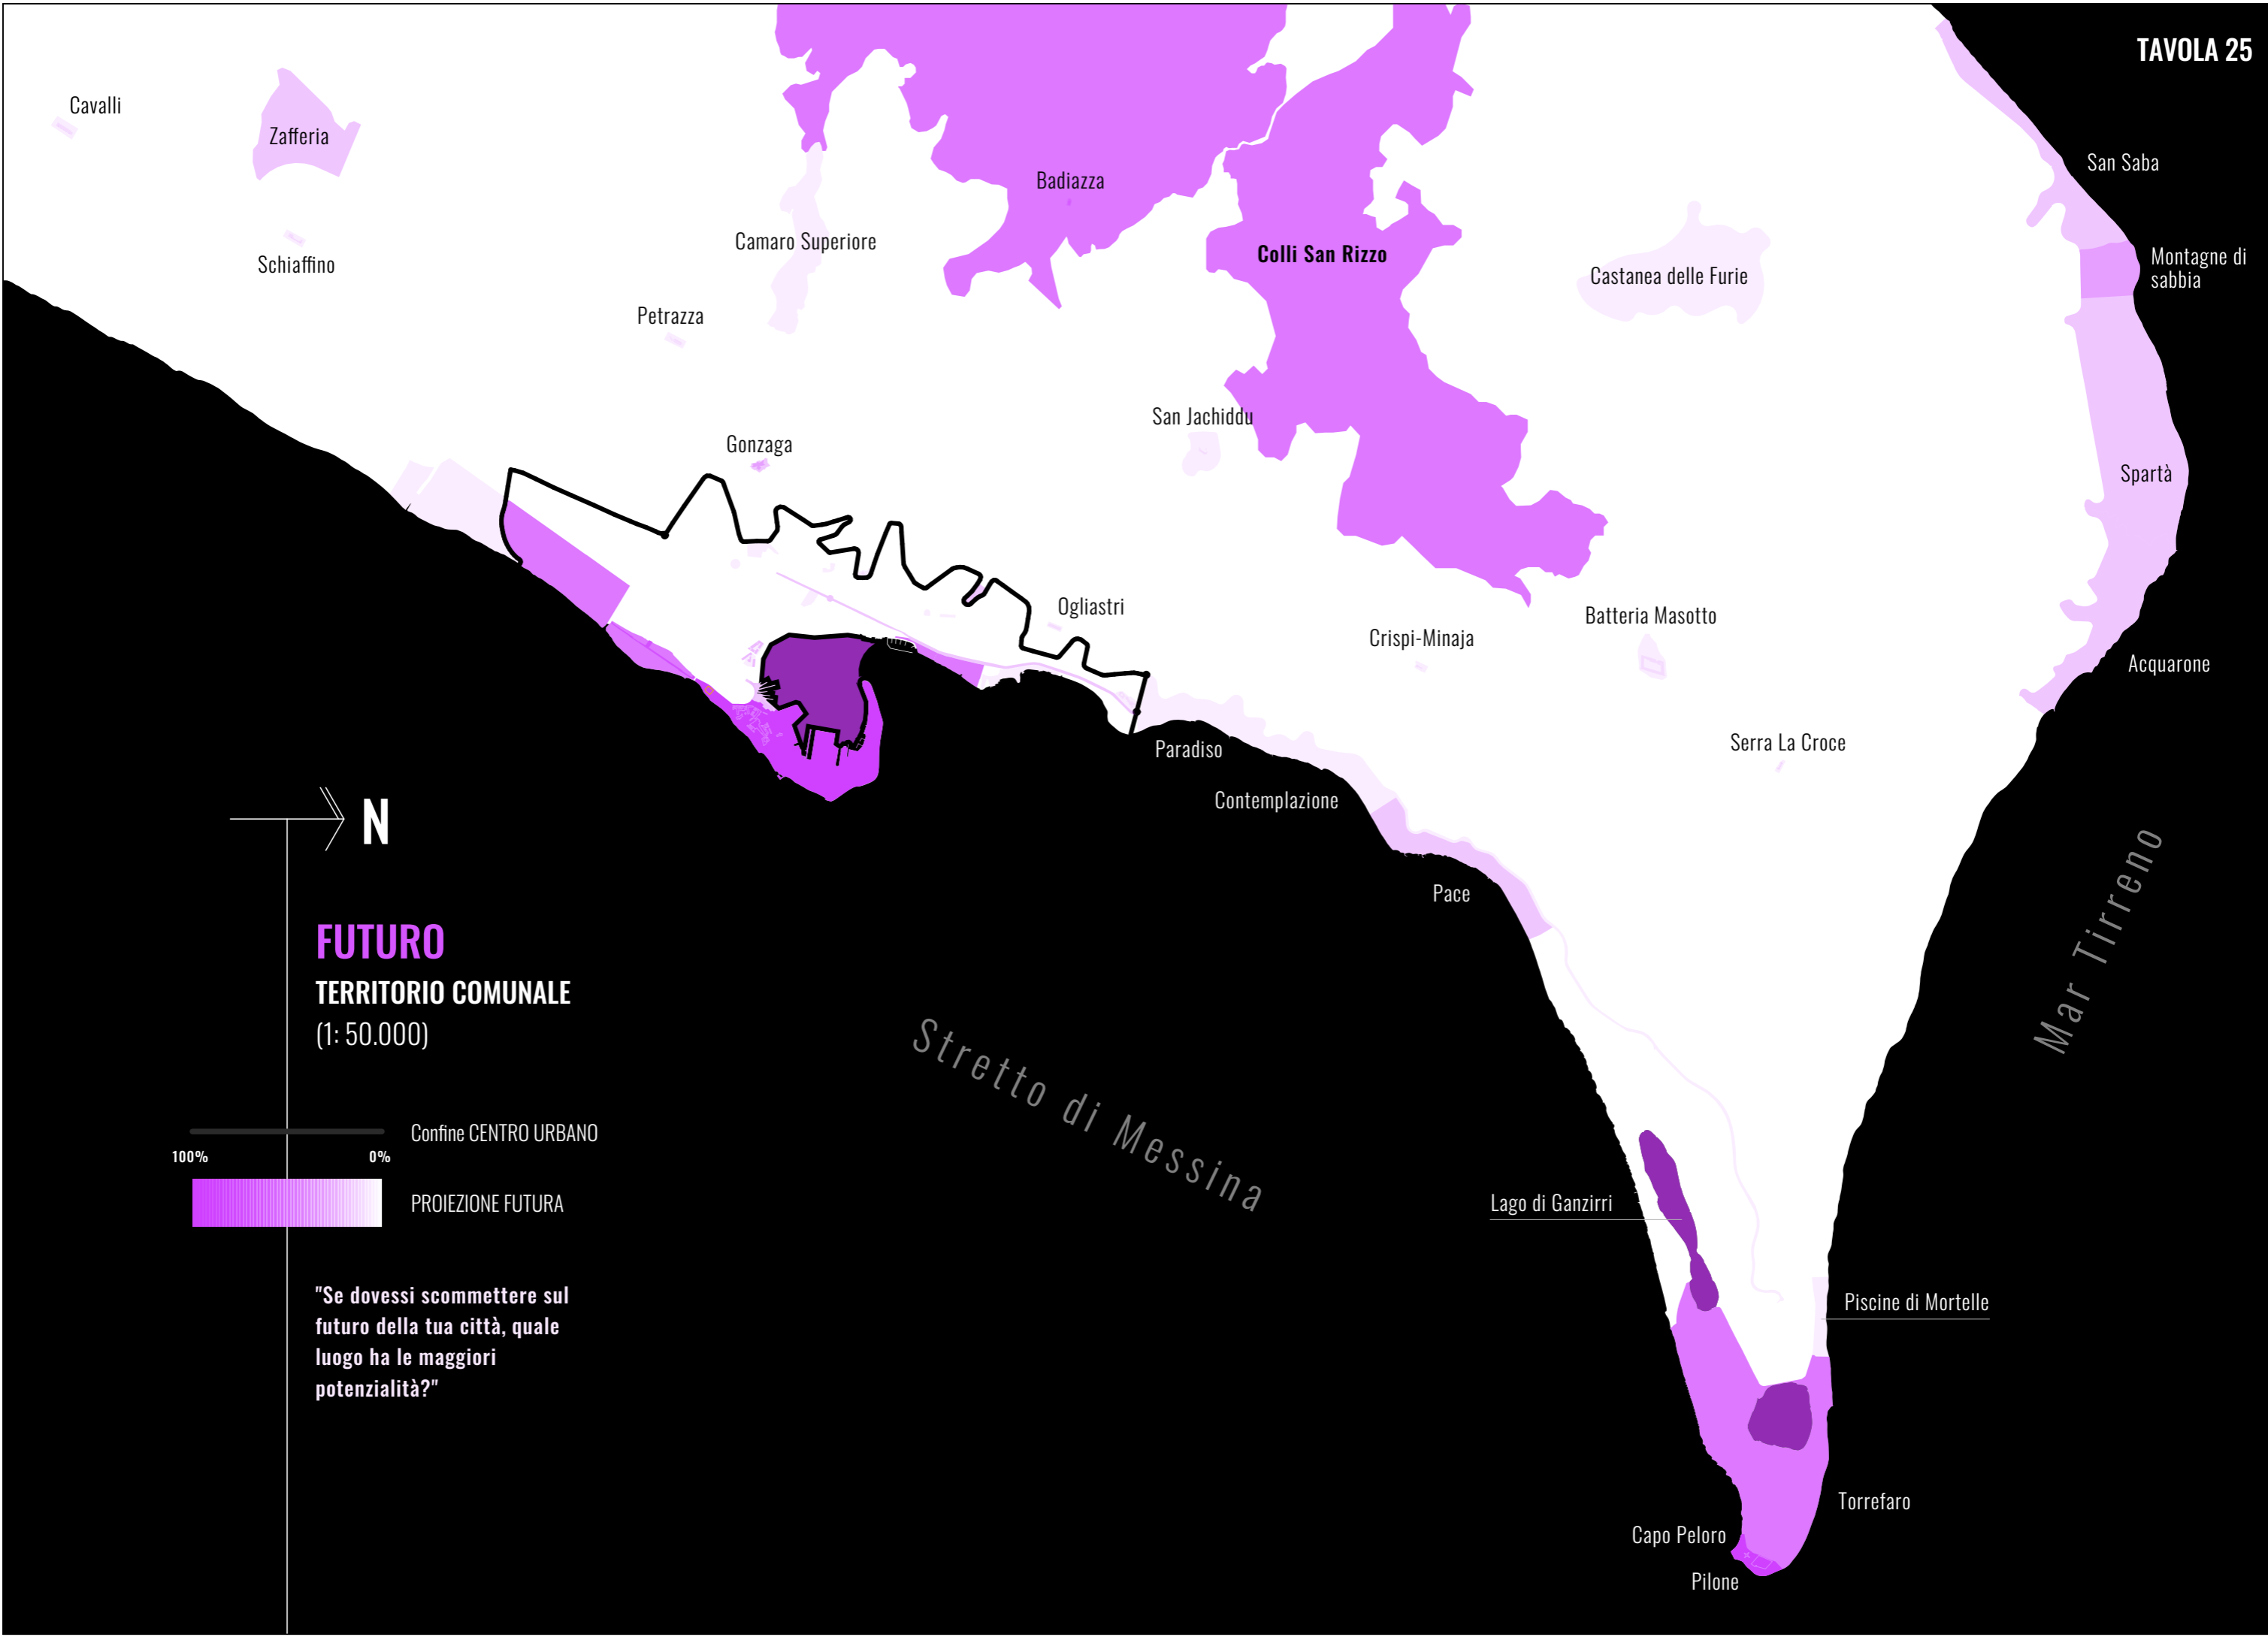 TAVOLA 25
Cavalli
Zafferia
San Saba
Badiazza
Camaro Superiore
Schiaffino
Colli San Rizzo
Castanea delle Furie
Montagne di
sabbia
Petrazza
San Jachiddu
Gonzaga
Spartà
Ogliastri
Batteria Masotto
Crispi-Minaja
Acquarone
Paradiso
Serra La Croce
Contemplazione
N
Pace
Mar Tirreno
FUTURO
TERRITORIO COMUNALE
(1: 50.000)
Stretto di Messina
Confine CENTRO URBANO
100%
0%
PROIEZIONE FUTURA
Lago di Ganzirri
Piscine di Mortelle
"Se dovessi scommettere sul
futuro della tua città, quale
luogo ha le maggiori
potenzialità?"
Torrefaro
Capo Peloro
Pilone